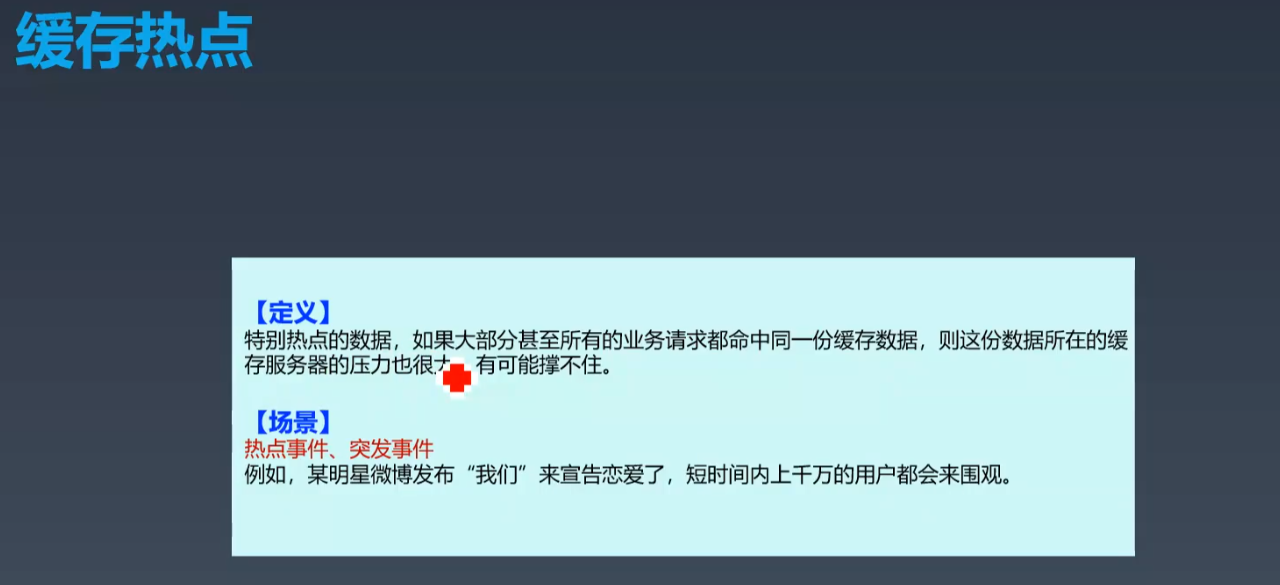 缓存热点
【定义】
特别热点的数据，如果大部分甚至所有的业务请求都命中同一份缓存数据，则这份数据所在的缓
存服务器的压力也很大，有可能撑不住。
【场景】
热点事件、突发事件
例如，某明星微博发布“我们”来宣告恋爱了，短时间内上千万的用户都会来围观。